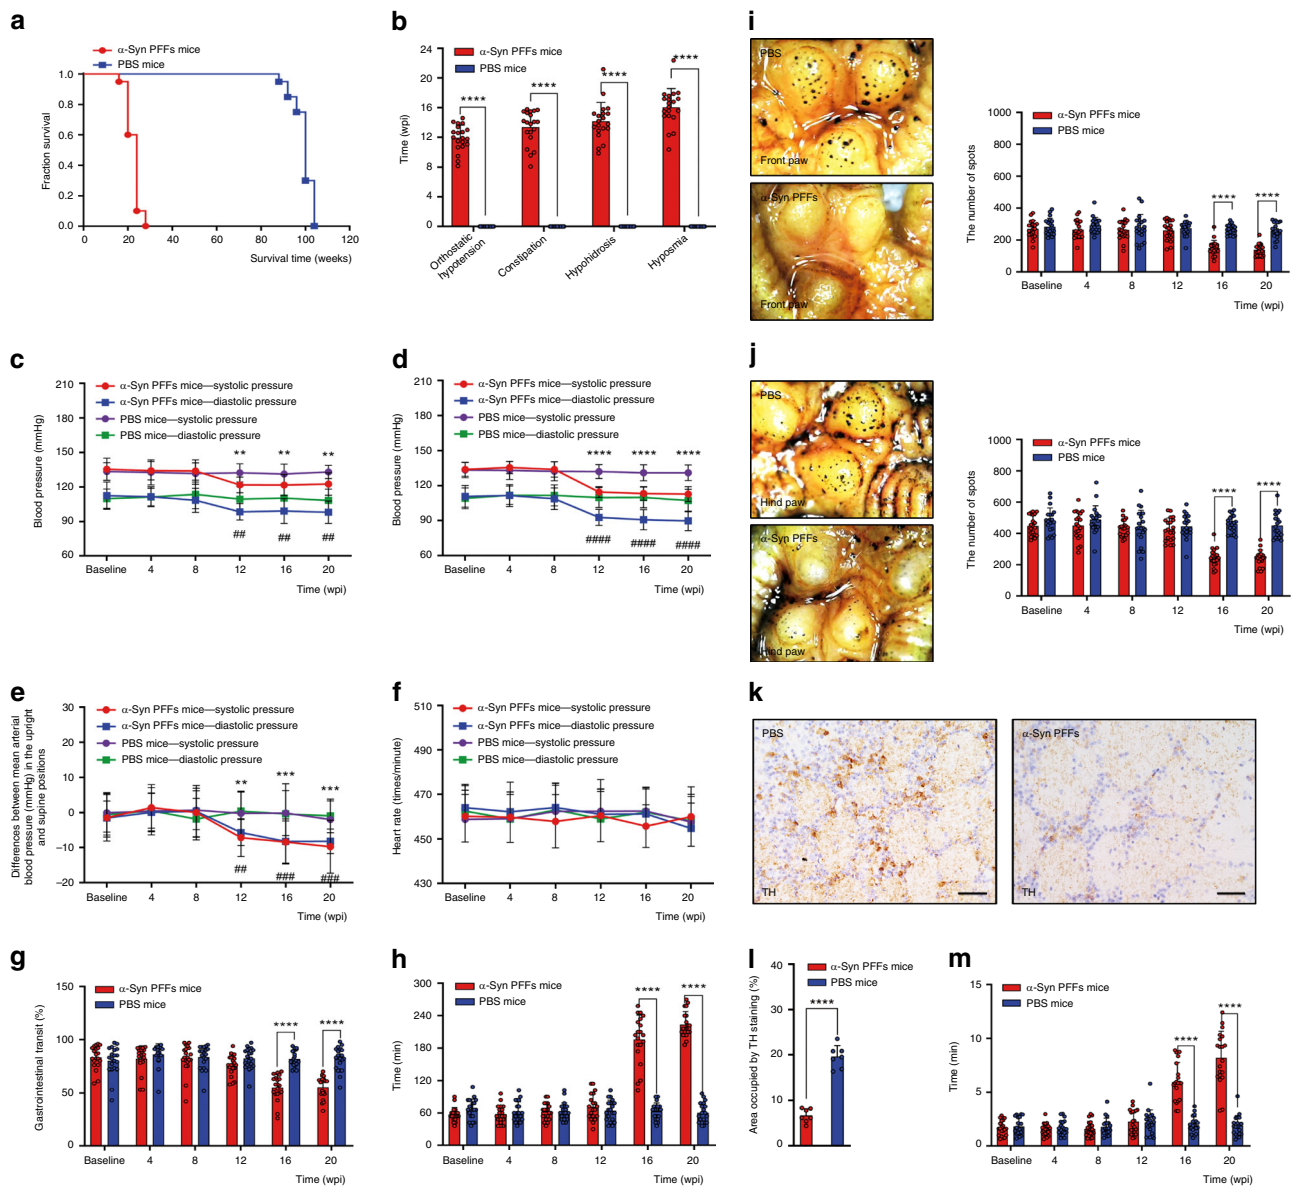 a
α-Syn PFFs mice
PBS mice
Fraction survival
1.0
0.8
0.6
0.4
0.2
0.0
0 20 40 60 80 100 120
Survival time (weeks)
b
α-Syn PFFs mice
PBS mice
Time (wpi)
24
20
16
12
8
4
0
**** **** **** ****
Orthostatic hypotension
Constipation
Hypohidrosis
Hyposmia
i
PBS
Front paw
α-Syn PFFs
Front paw
α-Syn PFFs mice
PBS mice
The number of spots
1000
800
600
400
200
0
**** ****
Baseline 4 8 12 16 20
Time (wpi)
c
α-Syn PFFs mice—systolic pressure
α-Syn PFFs mice—diastolic pressure
PBS mice—systolic pressure
PBS mice—diastolic pressure
Blood pressure (mmHg)
210
180
150
120
90
60
** ** **
## ## ##
Baseline 4 8 12 16 20
Time (wpi)
d
α-Syn PFFs mice—systolic pressure
α-Syn PFFs mice—diastolic pressure
PBS mice—systolic pressure
PBS mice—diastolic pressure
Blood pressure (mmHg)
210
180
150
120
90
60
**** **** ****
#### #### ####
Baseline 4 8 12 16 20
Time (wpi)
j
PBS
Hind paw
α-Syn PFFs
Hind paw
α-Syn PFFs mice
PBS mice
The number of spots
1000
800
600
400
200
0
**** ****
Baseline 4 8 12 16 20
Time (wpi)
e
α-Syn PFFs mice—systolic pressure
α-Syn PFFs mice—diastolic pressure
PBS mice—systolic pressure
PBS mice—diastolic pressure
Differences between mean arterial
blood pressure (mmHg) in the upright
and supine positions
30
20
10
0
−10
−20
** *** ***
## ### ###
Baseline 4 8 12 16 20
Time (wpi)
f
α-Syn PFFs mice—systolic pressure
α-Syn PFFs mice—diastolic pressure
PBS mice—systolic pressure
PBS mice—diastolic pressure
Heart rate (times/minute)
510
490
470
460
430
Baseline 4 8 12 16 20
Time (wpi)
k
PBS
TH
α-Syn PFFs
TH
g
α-Syn PFFs mice
PBS mice
Gastrointestinal transit (%)
150
100
50
0
**** ****
Baseline 4 8 12 16 20
Time (wpi)
h
α-Syn PFFs mice
PBS mice
Time (min)
300
240
180
120
60
0
**** ****
Baseline 4 8 12 16 20
Time (wpi)
l
α-Syn PFFs mice
PBS mice
Area occupied by TH staining (%)
40
30
20
10
0
****
m
α-Syn PFFs mice
PBS mice
Time (min)
15
10
5
0
**** ****
Baseline 4 8 12 16 20
Time (wpi)